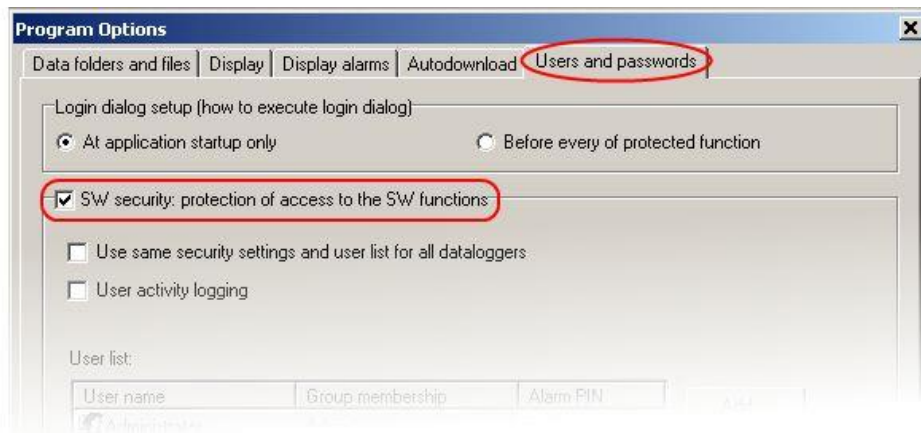 Program Options
Data folders and files Display Display alarms Autodownload Users and passwords
Login dialog setup (how to execute login dialog)
At application startup only Before every of protected function
SW security: protection of access to the SW functions
Use same security settings and user list for all dataloggers
User activity logging
User list:
User name Group membership Alarm PIN
Administrator